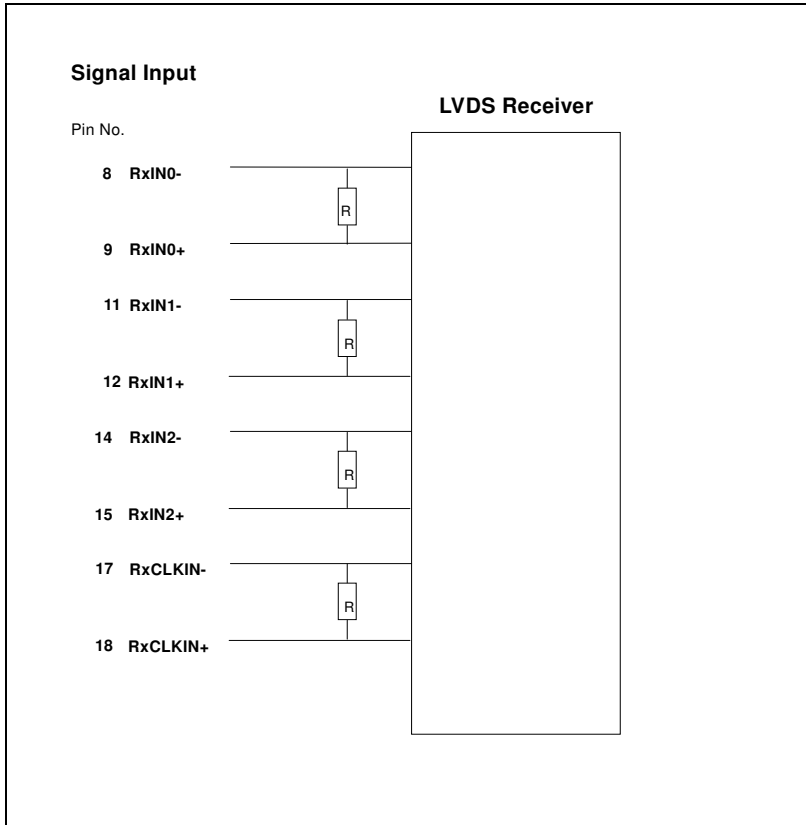 Signal Input
LVDS Receiver
Pin No.
8 RxIN0-
R
9 RxIN0+
11 RxIN1-
R
12 RxIN1+
14 RxIN2-
R
15 RxIN2+
17 RxCLKIN-
R
18 RxCLKIN+